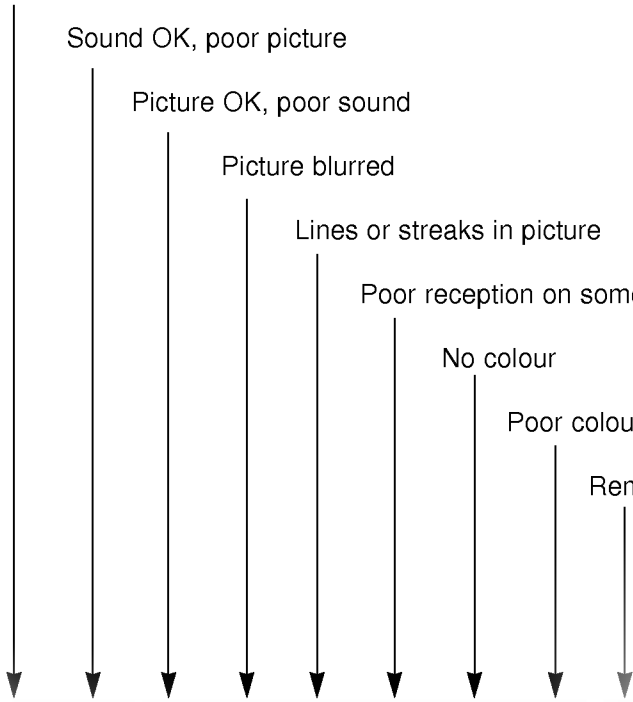 Sound OK, poor picture
Picture OK, poor sound
Picture blurred
Lines or streaks in picture
Poor reception on some
No colour
Poor colou
Rem